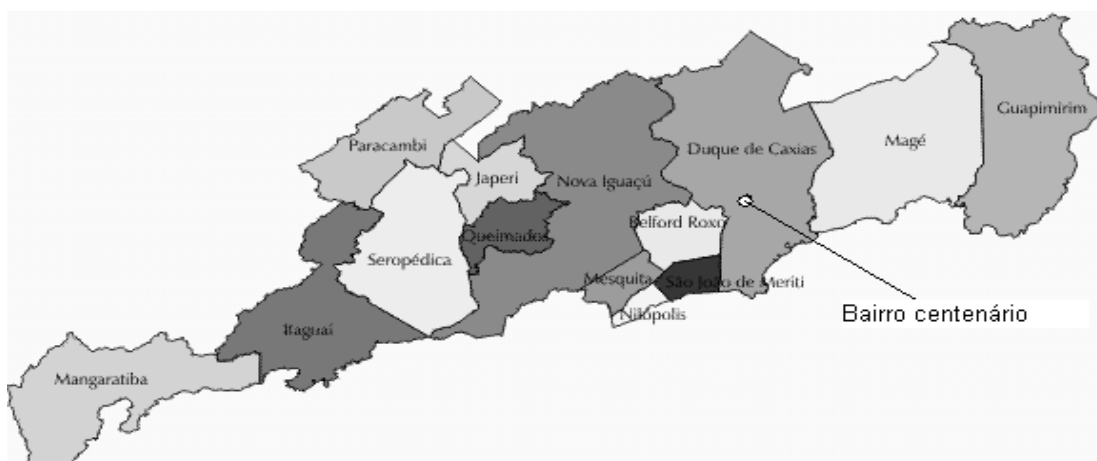 Guapimirim
Magé
Paracambi
Duque de Caxias
Japeri
Nova Iguaçú
Belford Roxo
Queimados
Seropédica
Mesquita
São João de Meriti
Nilópolis
Bairro centenário
Itaguaí
Mangaratiba